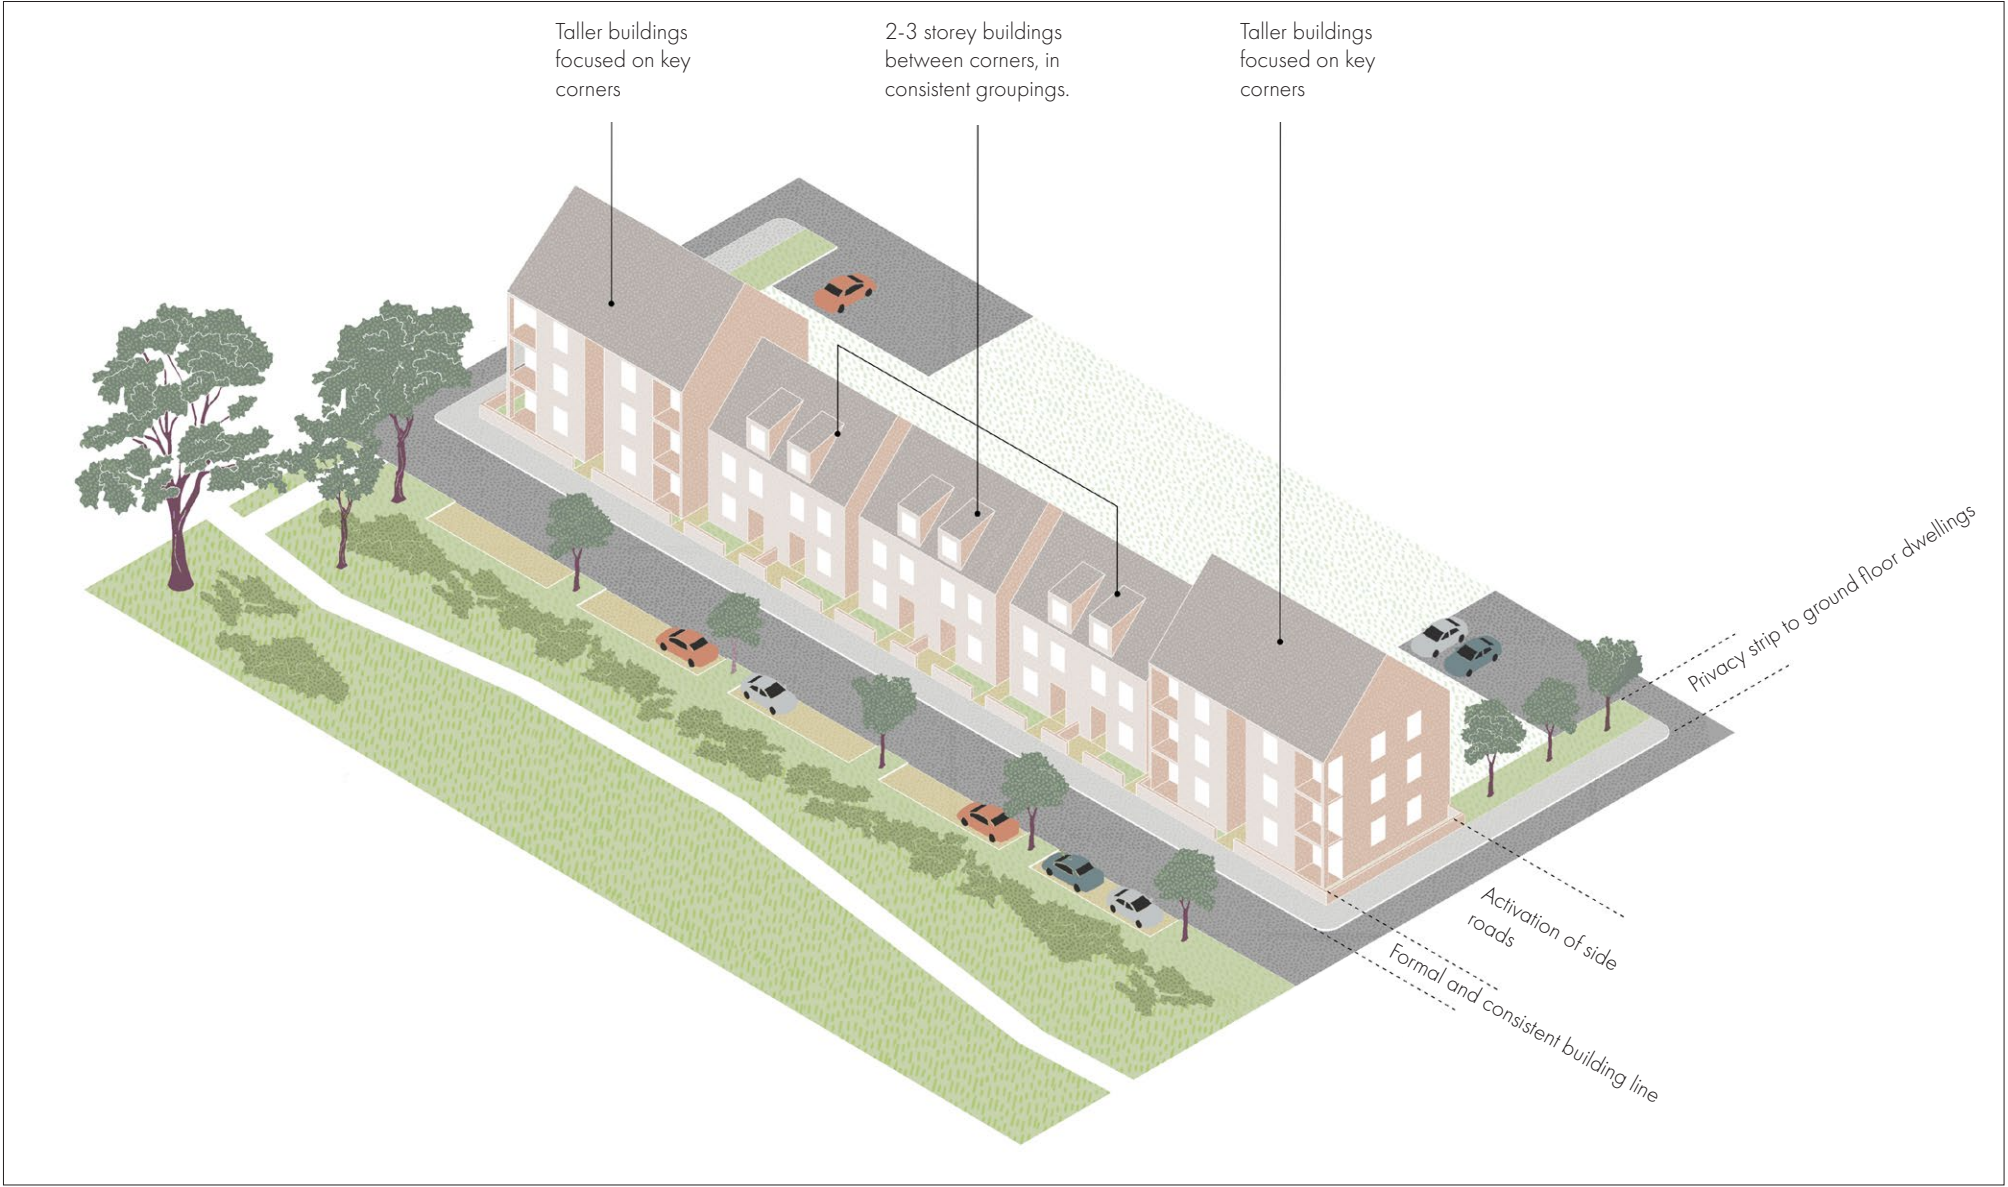 Taller buildings
focused on key
corners
2-3 storey buildings
between corners, in
consistent groupings.
Taller buildings
focused on key
corners
Privacy strip to ground floor dwellings
Activation of side
roads
Formal and consistent building line